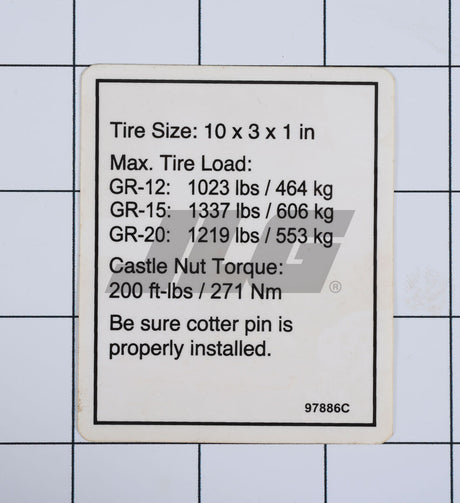 Tire Size: 10 x 3 x 1 in
Max. Tire Load:
GR-12: 1023 lbs / 464 kg
GR-15: 1337 lbs / 606 kg
GR-20: 1219 lbs / 553 kg
JLG®
Castle Nut Torque:
200 ft-lbs / 271 Nm
Be sure cotter pin is
properly installed.
97886C